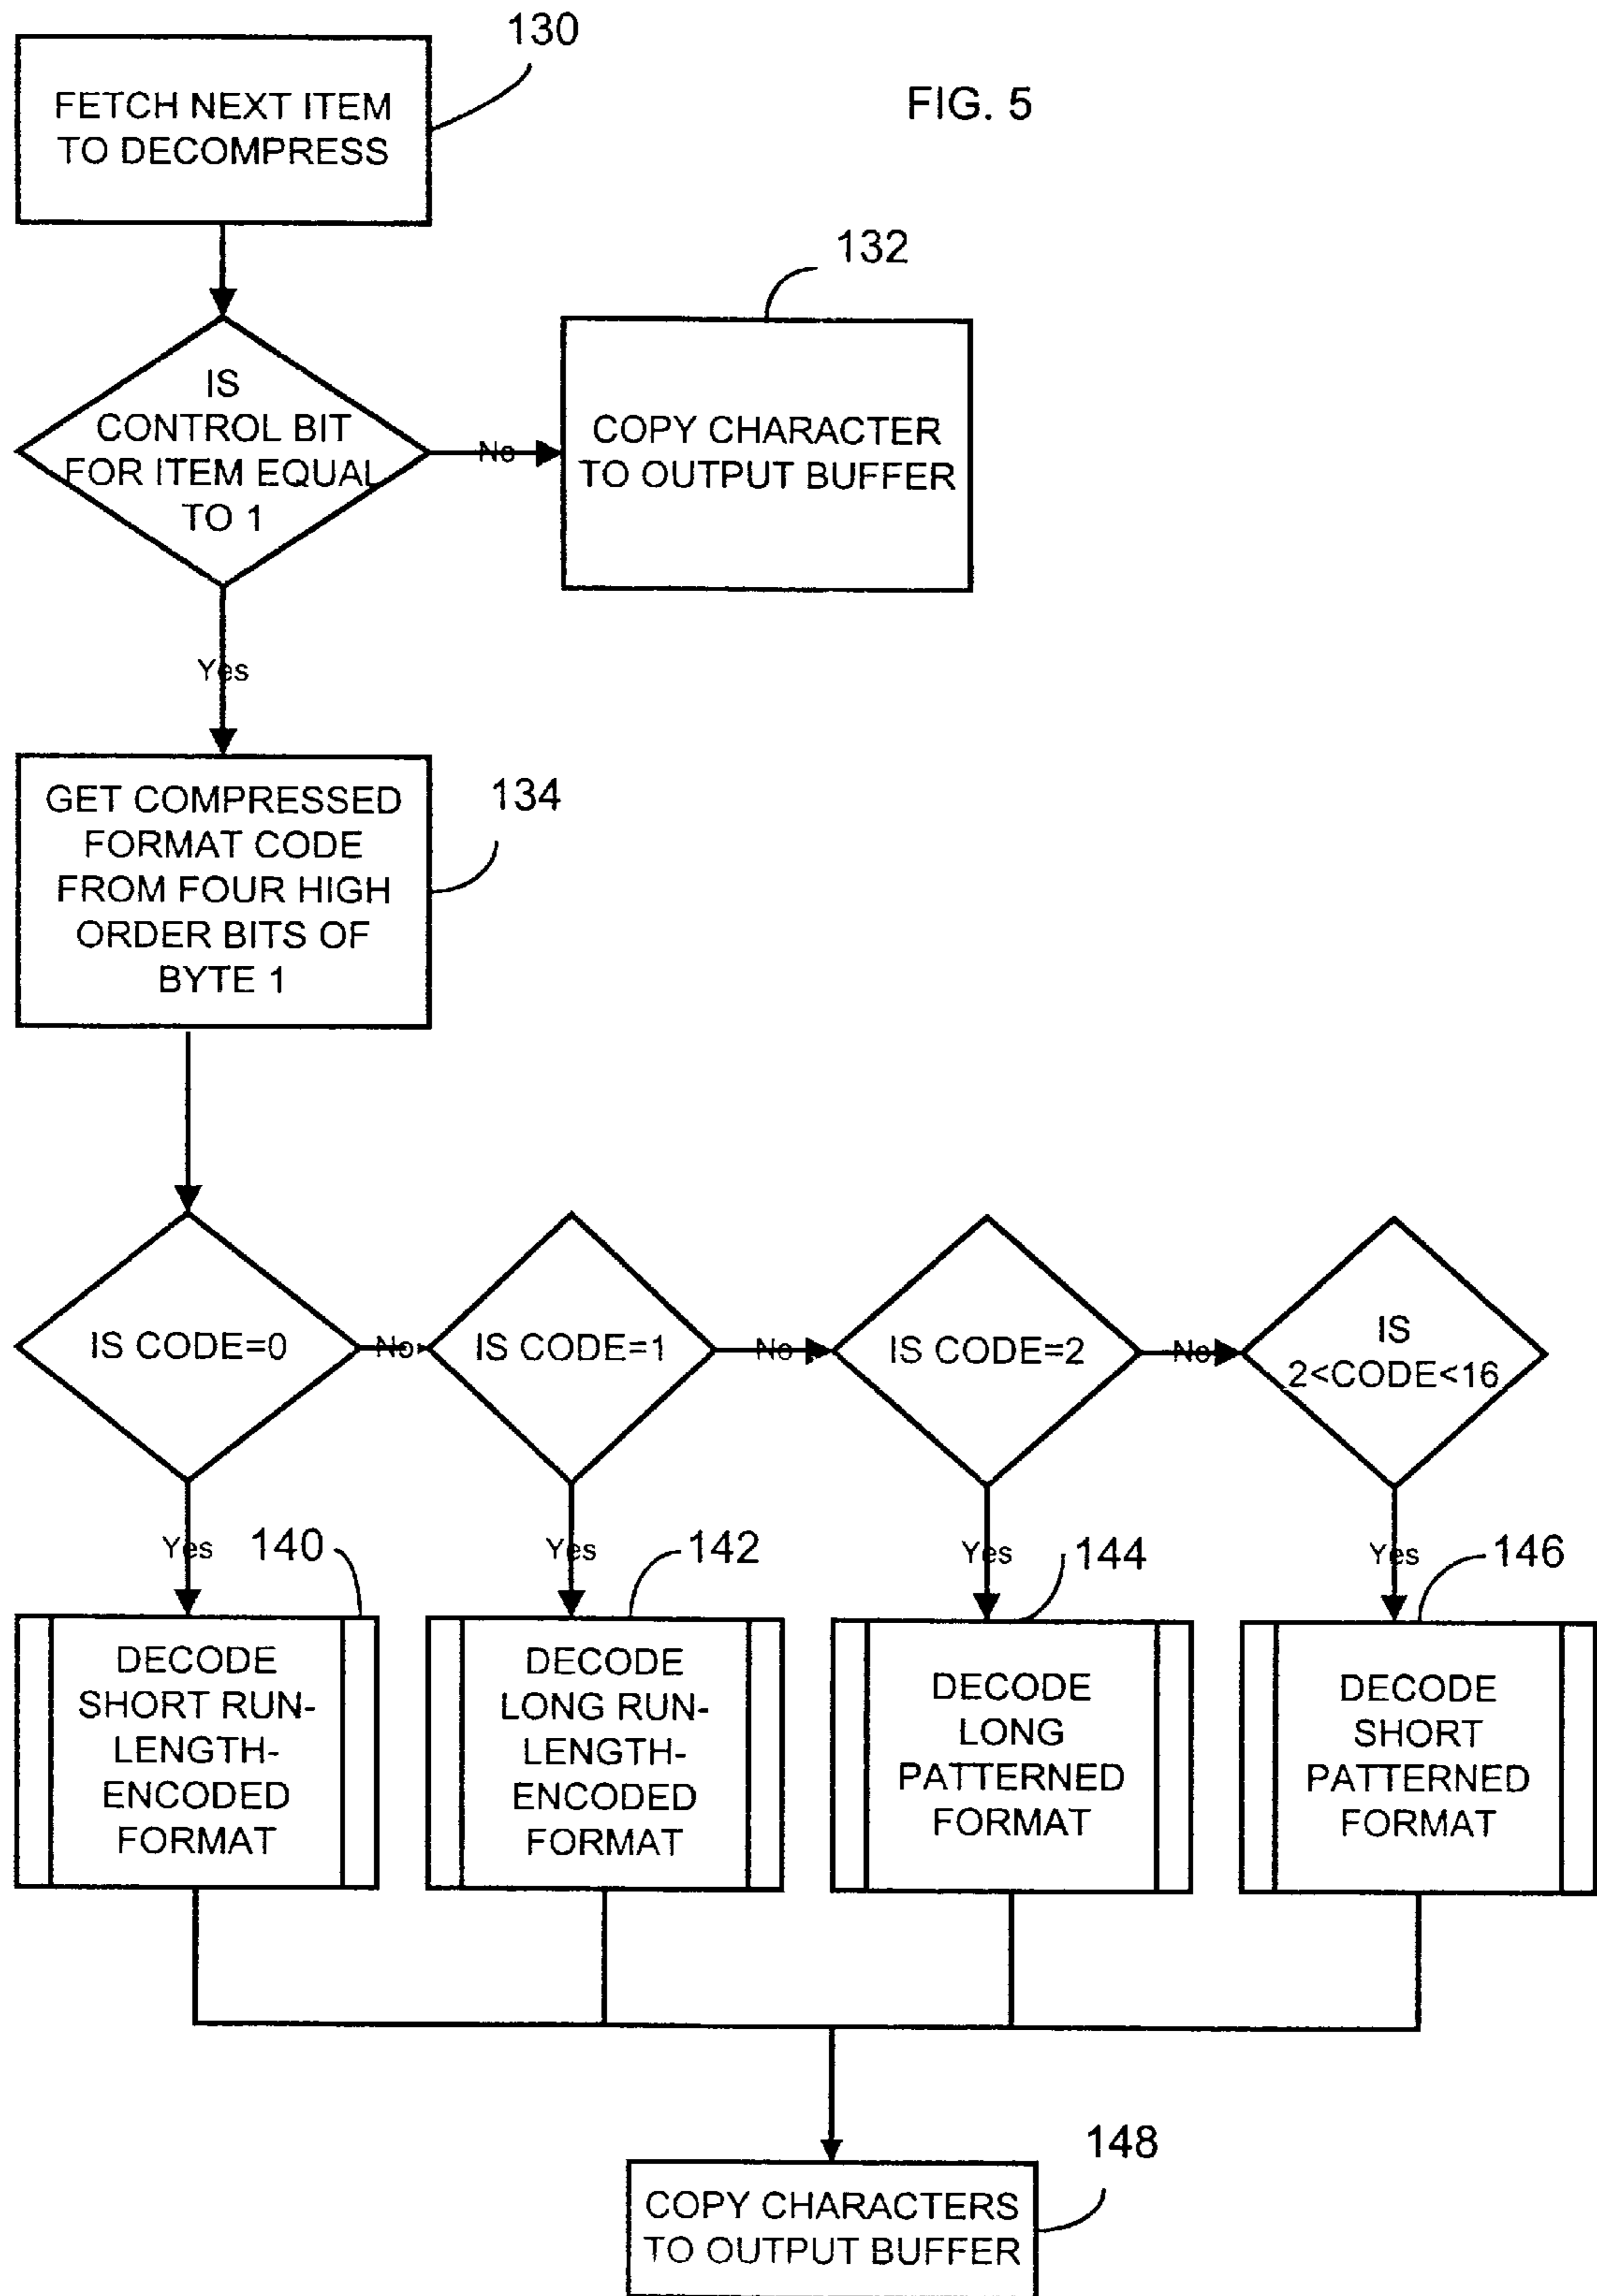 130
FETCH NEXT ITEM
TO DECOMPRESS
FIG. 5
132
IS
CONTROL BIT
FOR ITEM EQUAL
TO 1
No
COPY CHARACTER
TO OUTPUT BUFFER
Yes
134
GET COMPRESSED
FORMAT CODE
FROM FOUR HIGH
ORDER BITS OF
BYTE 1
IS CODE=0
No
IS CODE=1
No
IS CODE=2
No
IS
2<CODE<16
Yes
140
Yes
142
Yes
144
Yes
146
DECODE
SHORT RUN-
LENGTH-
ENCODED
FORMAT
DECODE
LONG RUN-
LENGTH-
ENCODED
FORMAT
DECODE
LONG
PATTERNED
FORMAT
DECODE
SHORT
PATTERNED
FORMAT
148
COPY CHARACTERS
TO OUTPUT BUFFER